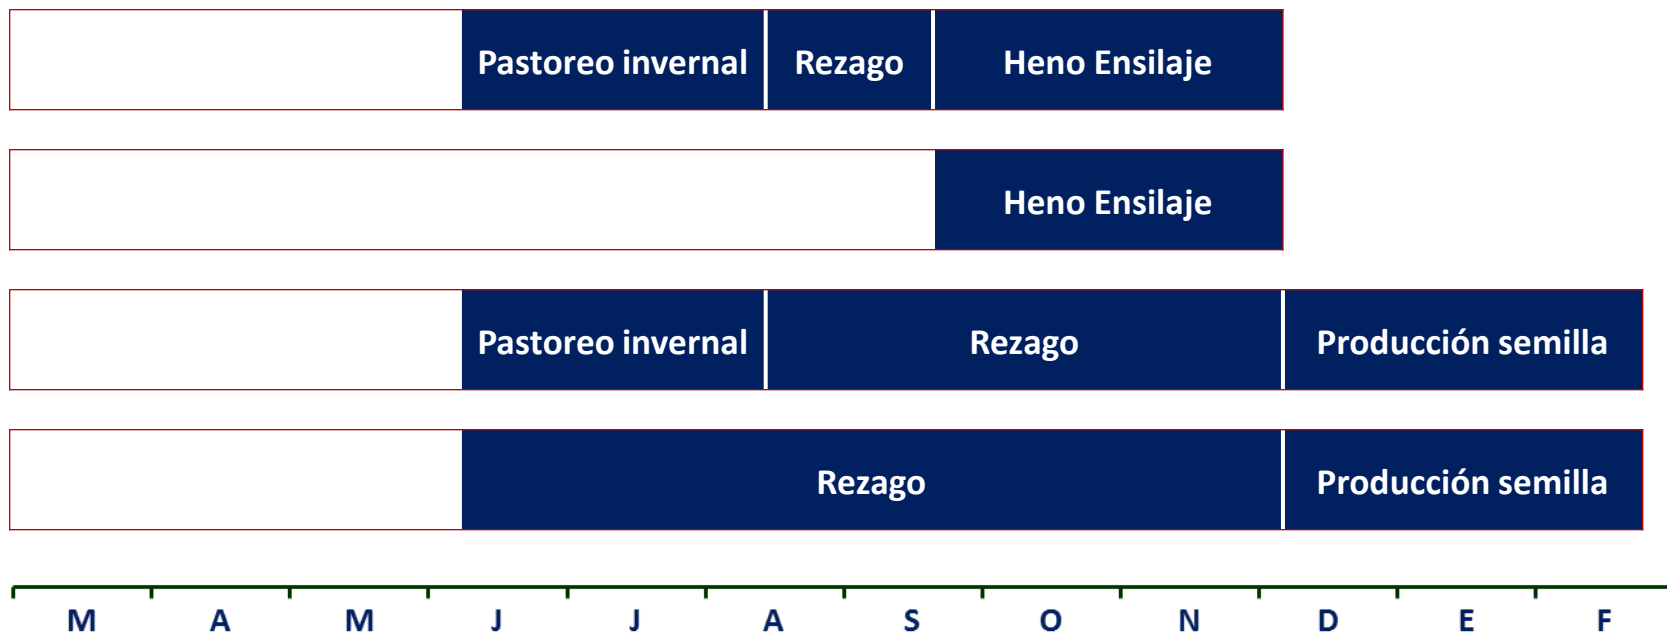 Pastoreo invernal Rezago Heno Ensilaje
Heno Ensilaje
Pastoreo invernal Rezago Producción semilla
Rezago Producción semilla
M A M J J A S O N D E F